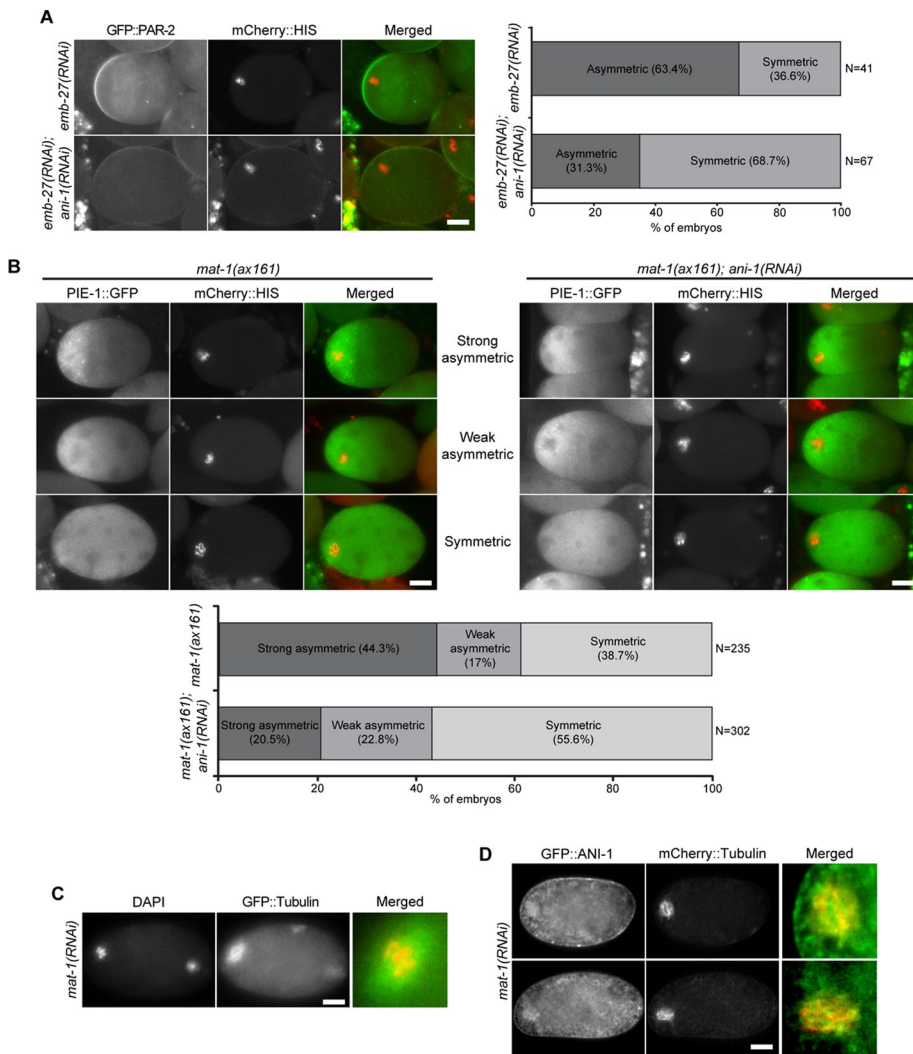 A
GFP::PAR-2 mCherry::HIS Merged
emb-27(RNAi)
emb-27(RNAi);
ani-1(RNAi)
emb-27(RNAi)
Asymmetric (63.4%)
Symmetric
(36.6%)
N=41
emb-27(RNAi);
ani-1(RNAi)
Asymmetric
(31.3%)
Symmetric (68.7%)
N=67
0 20 40 60 80 100
% of embryos
B
mat-1(ax161)
PIE-1::GFP mCherry::HIS Merged
mat-1(ax161); ani-1(RNAi)
PIE-1::GFP mCherry::HIS Merged
Strong
asymmetric
Weak
asymmetric
Symmetric
mat-1(ax161)
Strong asymmetric (44.3%)
Weak
asymmetric
(17%)
Symmetric
(38.7%)
N=235
mat-1(ax161);
ani-1(RNAi)
Strong asymmetric
(20.5%)
Weak asymmetric
(22.8%)
Symmetric
(55.6%)
N=302
0 20 40 60 80 100
% of embryos
C
DAPI GFP::Tubulin Merged
mat-1(RNAi)
D
GFP::ANI-1 mCherry::Tubulin Merged
mat-1(RNAi)